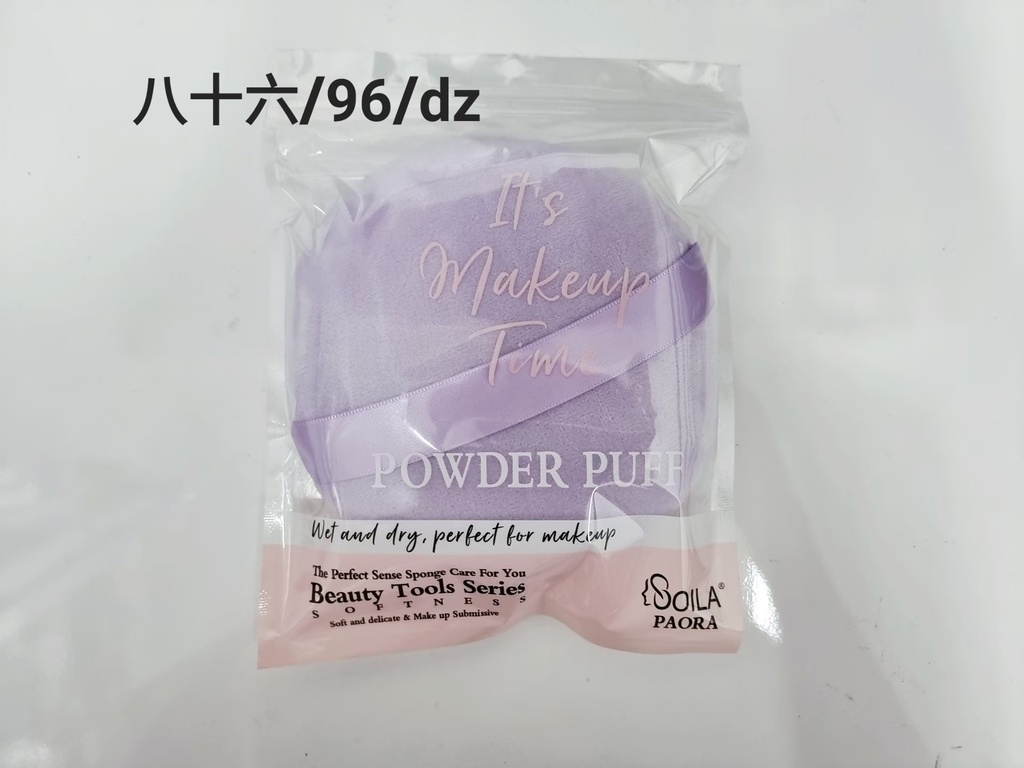 八十六/96/dz
It's
Makeup
Time
POWDER PUFF
Wet and dry, perfect for makeup
The Perfect Sense Sponge Care For You
Beauty Tools Series
SOFTNESS
Soft and delicate & Make up Submissive
SOILA®
PAORA